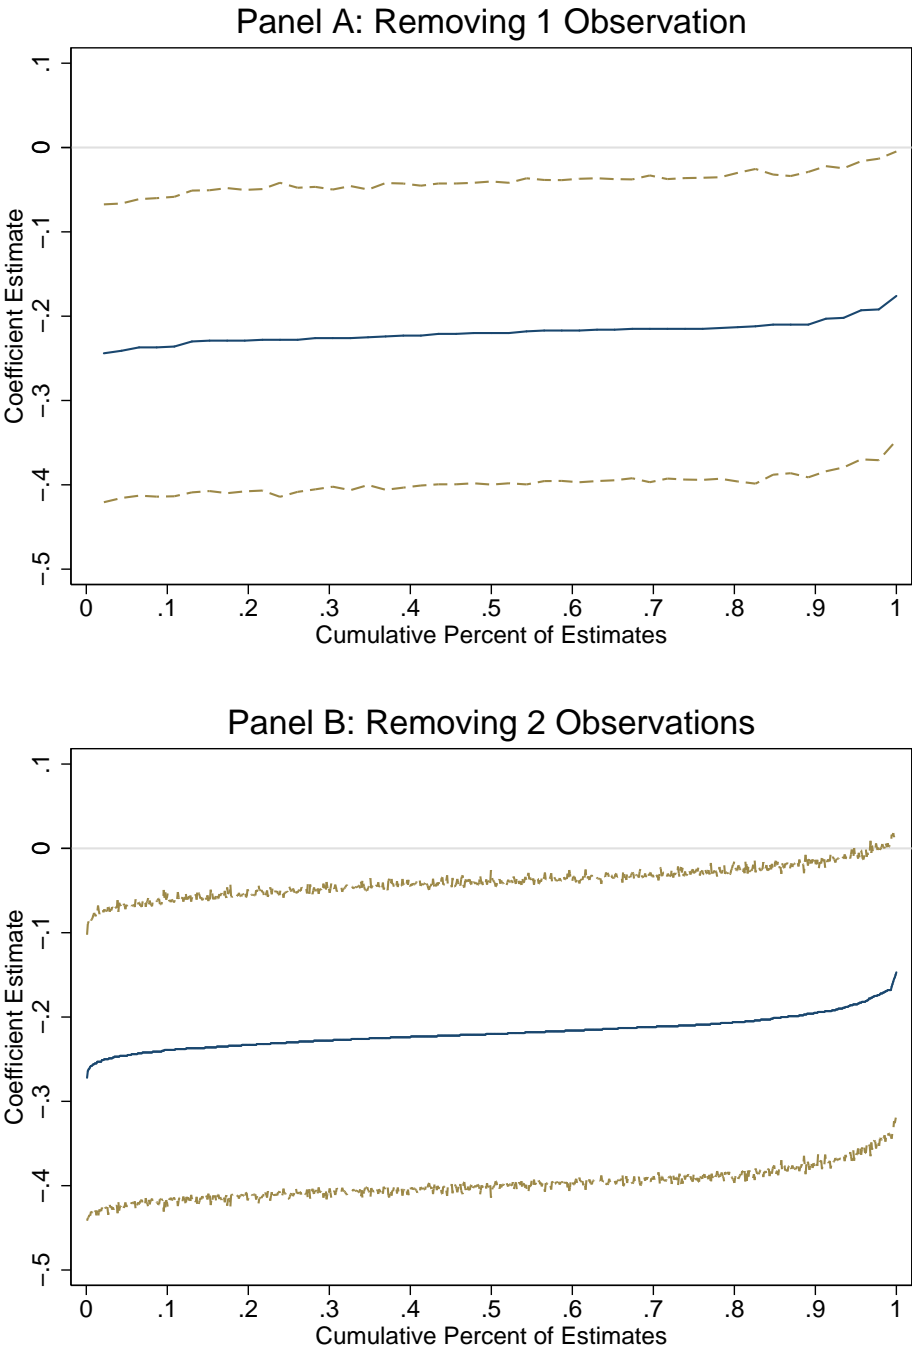 Panel A: Removing 1 Observation
Coefficient Estimate
.1
0
−.1
−.2
−.3
−.4
−.5
0 .1 .2 .3 .4 .5 .6 .7 .8 .9 1
Cumulative Percent of Estimates
Panel B: Removing 2 Observations
Coefficient Estimate
.1
0
−.1
−.2
−.3
−.4
−.5
0 .1 .2 .3 .4 .5 .6 .7 .8 .9 1
Cumulative Percent of Estimates